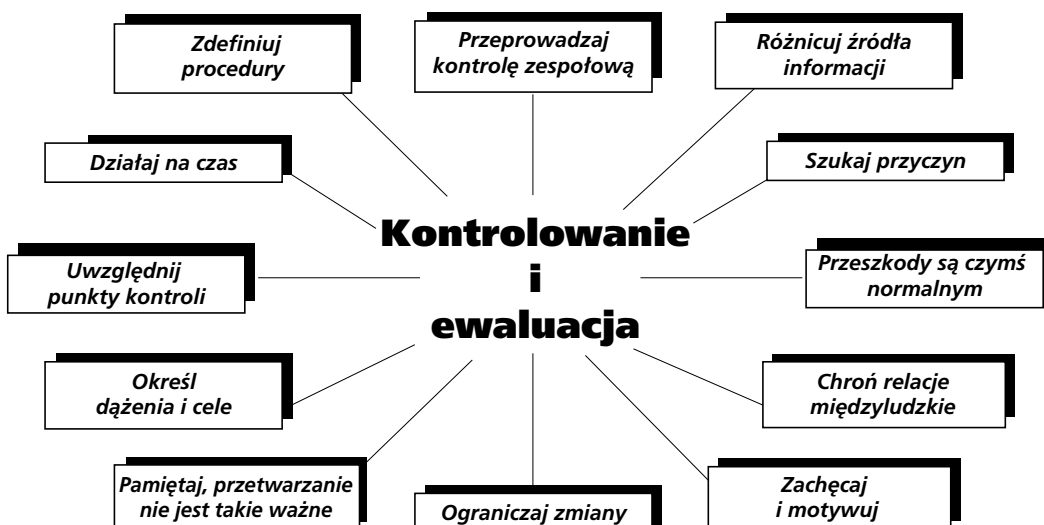 Zdefiniuj
procedury
Przeprowadzaj
kontrolę zespołową
Różnicuj źródła
informacji
Działaj na czas
Szukaj przyczyn
Kontrolowanie
i
ewaluacja
Uwzględnij
punkty kontroli
Przeszkody są czymś
normalnym
Określ
dążenia i cele
Chroń relacje
międzyludzkie
Pamiętaj, przetwarzanie
nie jest takie ważne
Ograniczaj zmiany
Zachęcaj
i motywuj